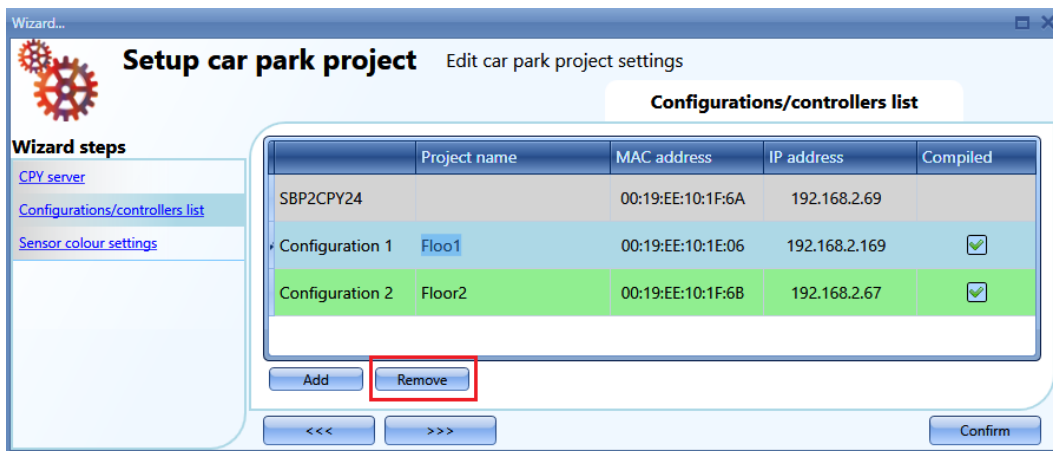 Wizard...
Setup car park project Edit car park project settings
Configurations/controllers list
Wizard steps
CPY server
Configurations/controllers list
Sensor colour settings
Project name MAC address IP address Compiled
SBP2CPY24 00:19:EE:10:1F:6A 192.168.2.69
Configuration 1 Floo1 00:19:EE:10:1E:06 192.168.2.169
Configuration 2 Floor2 00:19:EE:10:1F:6B 192.168.2.67
Add Remove
<<< >>> Confirm